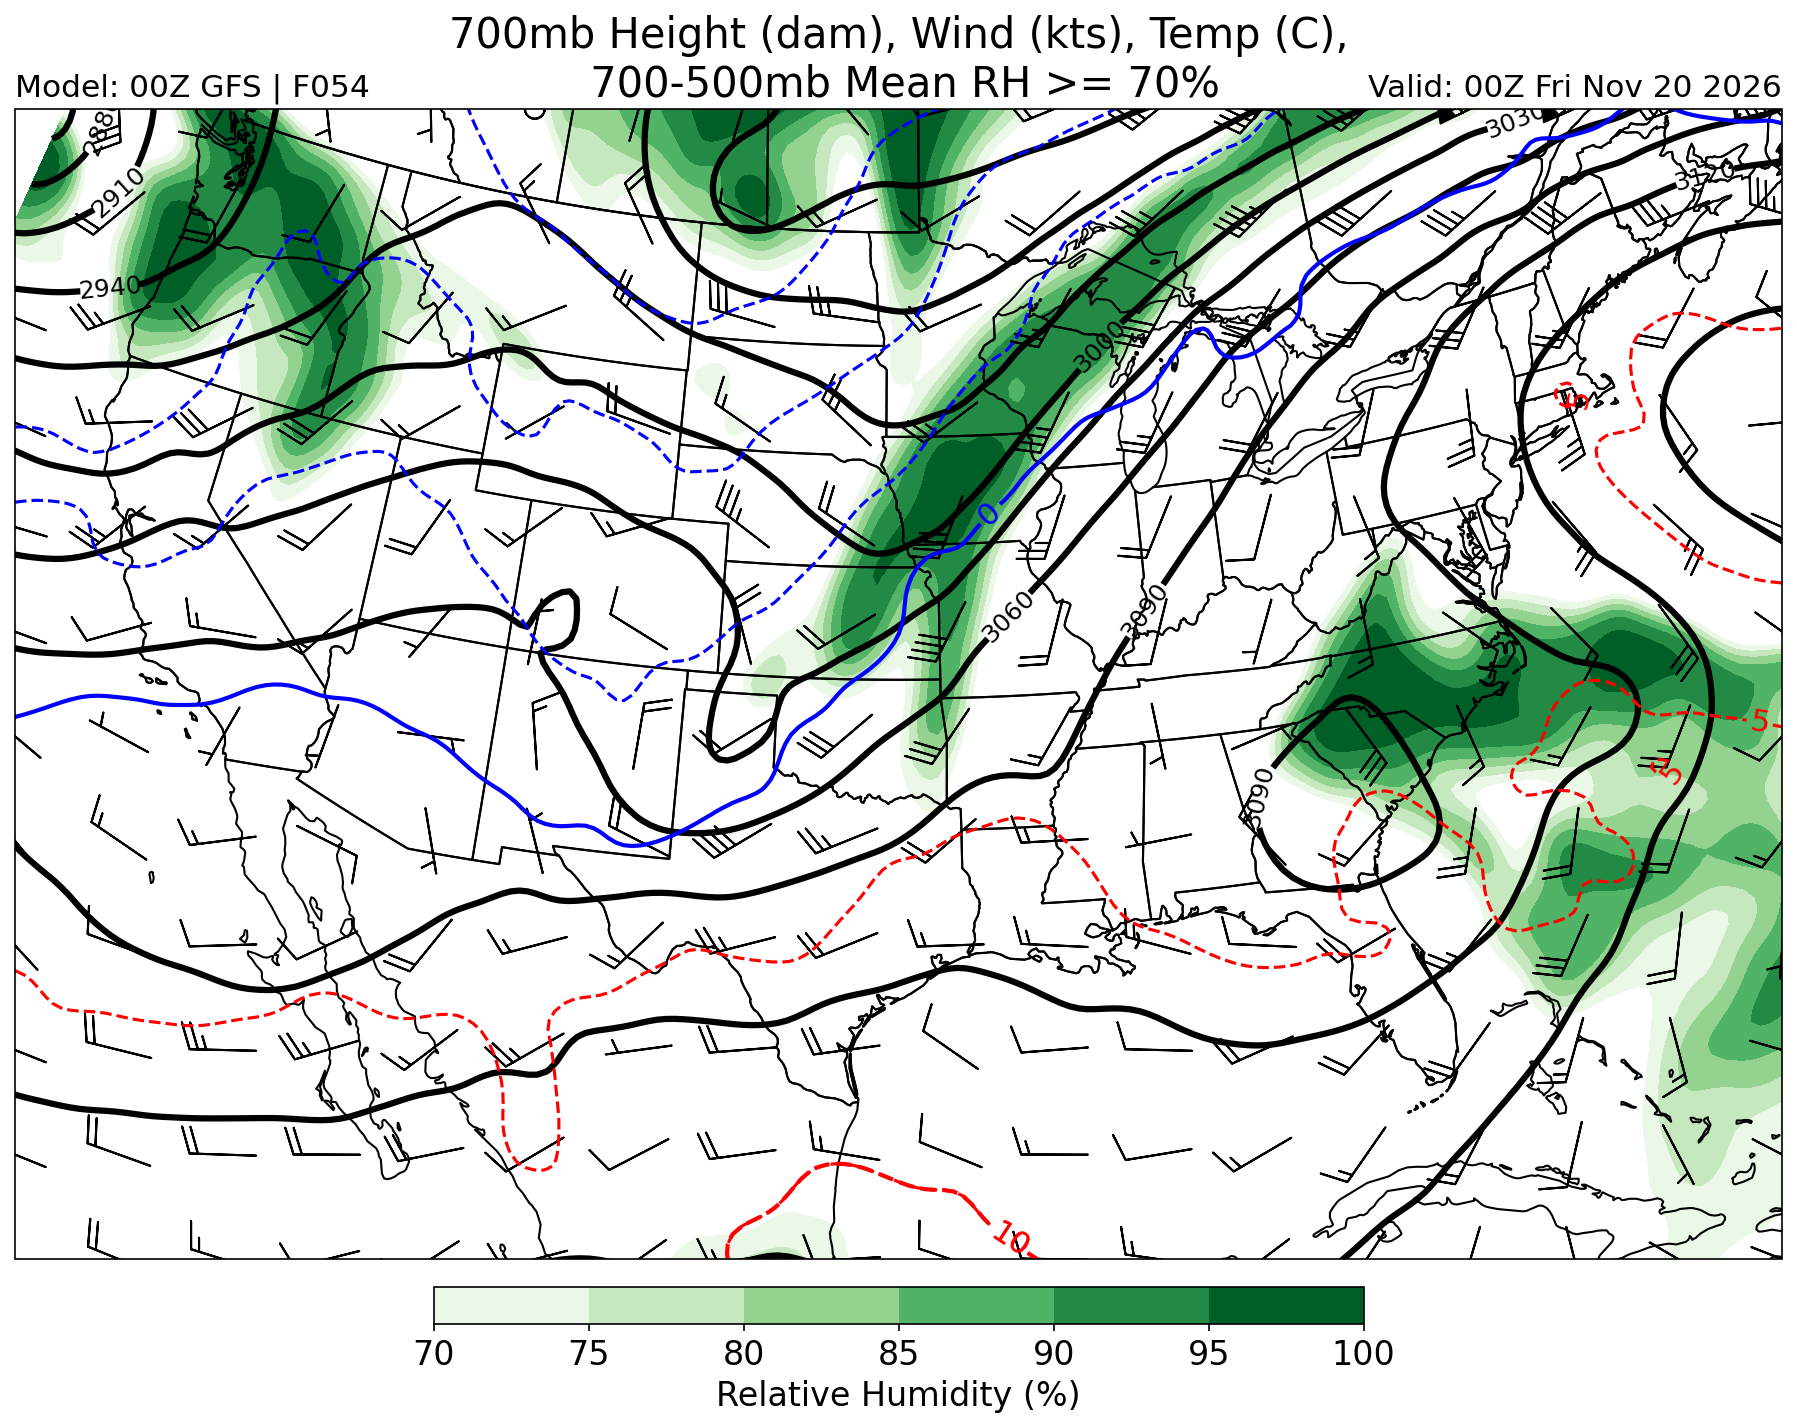 700mb Height (dam), Wind (kts), Temp (C),
700-500mb Mean RH >= 70%
Model: 00Z GFS | F054
Valid: 00Z Fri Nov 20 2026
2910
2940
3030
3120
3000
5
0
3060
3090
3090
5
5
10
70 75 80 85 90 95 100
Relative Humidity (%)